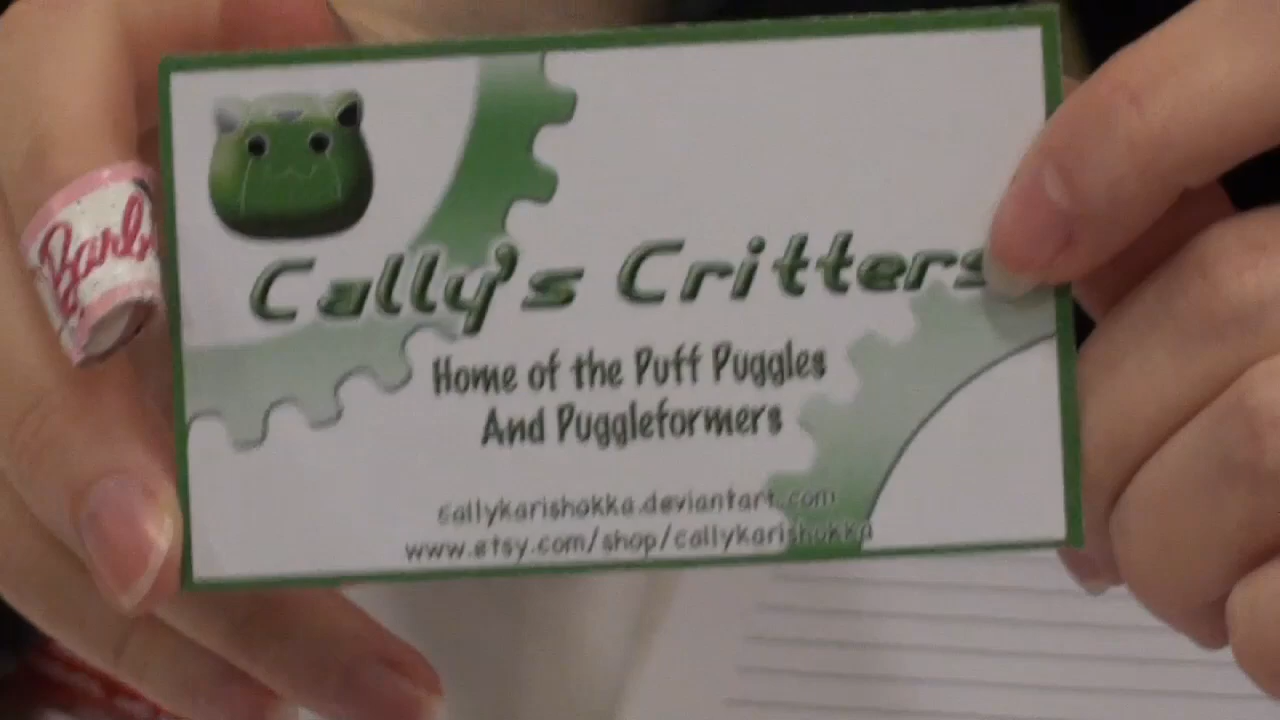 Cally's Critters
Home of the Puff Puggles
And Puggleformers
callykarishokka.deviantart.com
www.etsy.com/shop/callykarishokka